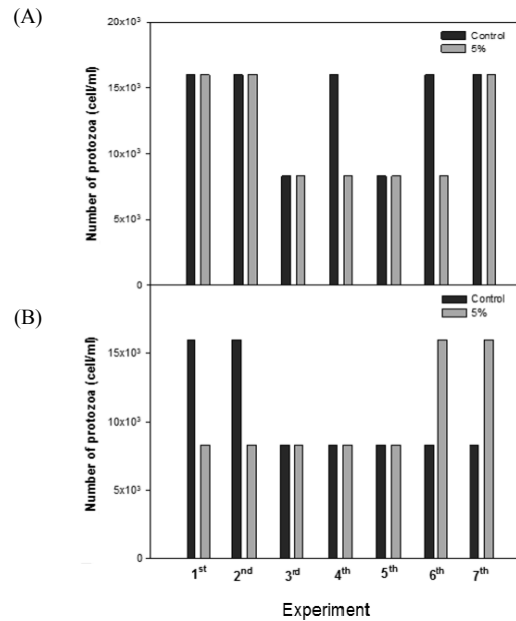 (A)
Number of protozoa (cell/ml)
20x10³
15x10³
10x10³
5x10³
0
Control
5%
(B)
Number of protozoa (cell/ml)
15x10³
10x10³
5x10³
0
Control
5%
1st 2nd 3rd 4th 5th 6th 7th
Experiment